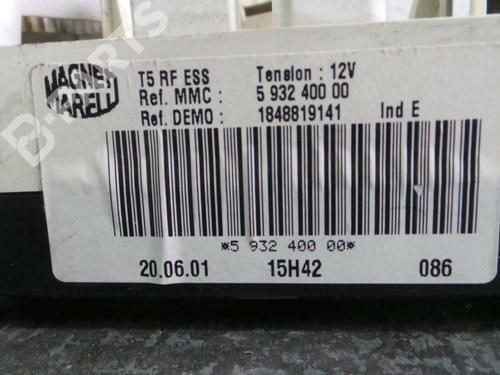 B-PARTS
MAGNETI
MARELLI
T5 RF ESS Tension : 12V
Ref. MMC : 5 932 400 00
Ref. DEMO : 1848819141 Ind E
*5 932 400 00*
20.06.01 15H42 086